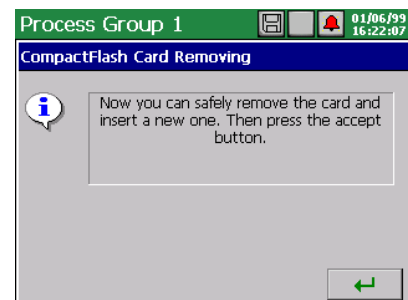 Process Group 1
01/06/99
16:22:07
CompactFlash Card Removing
Now you can safely remove the card and
insert a new one. Then press the accept
button.